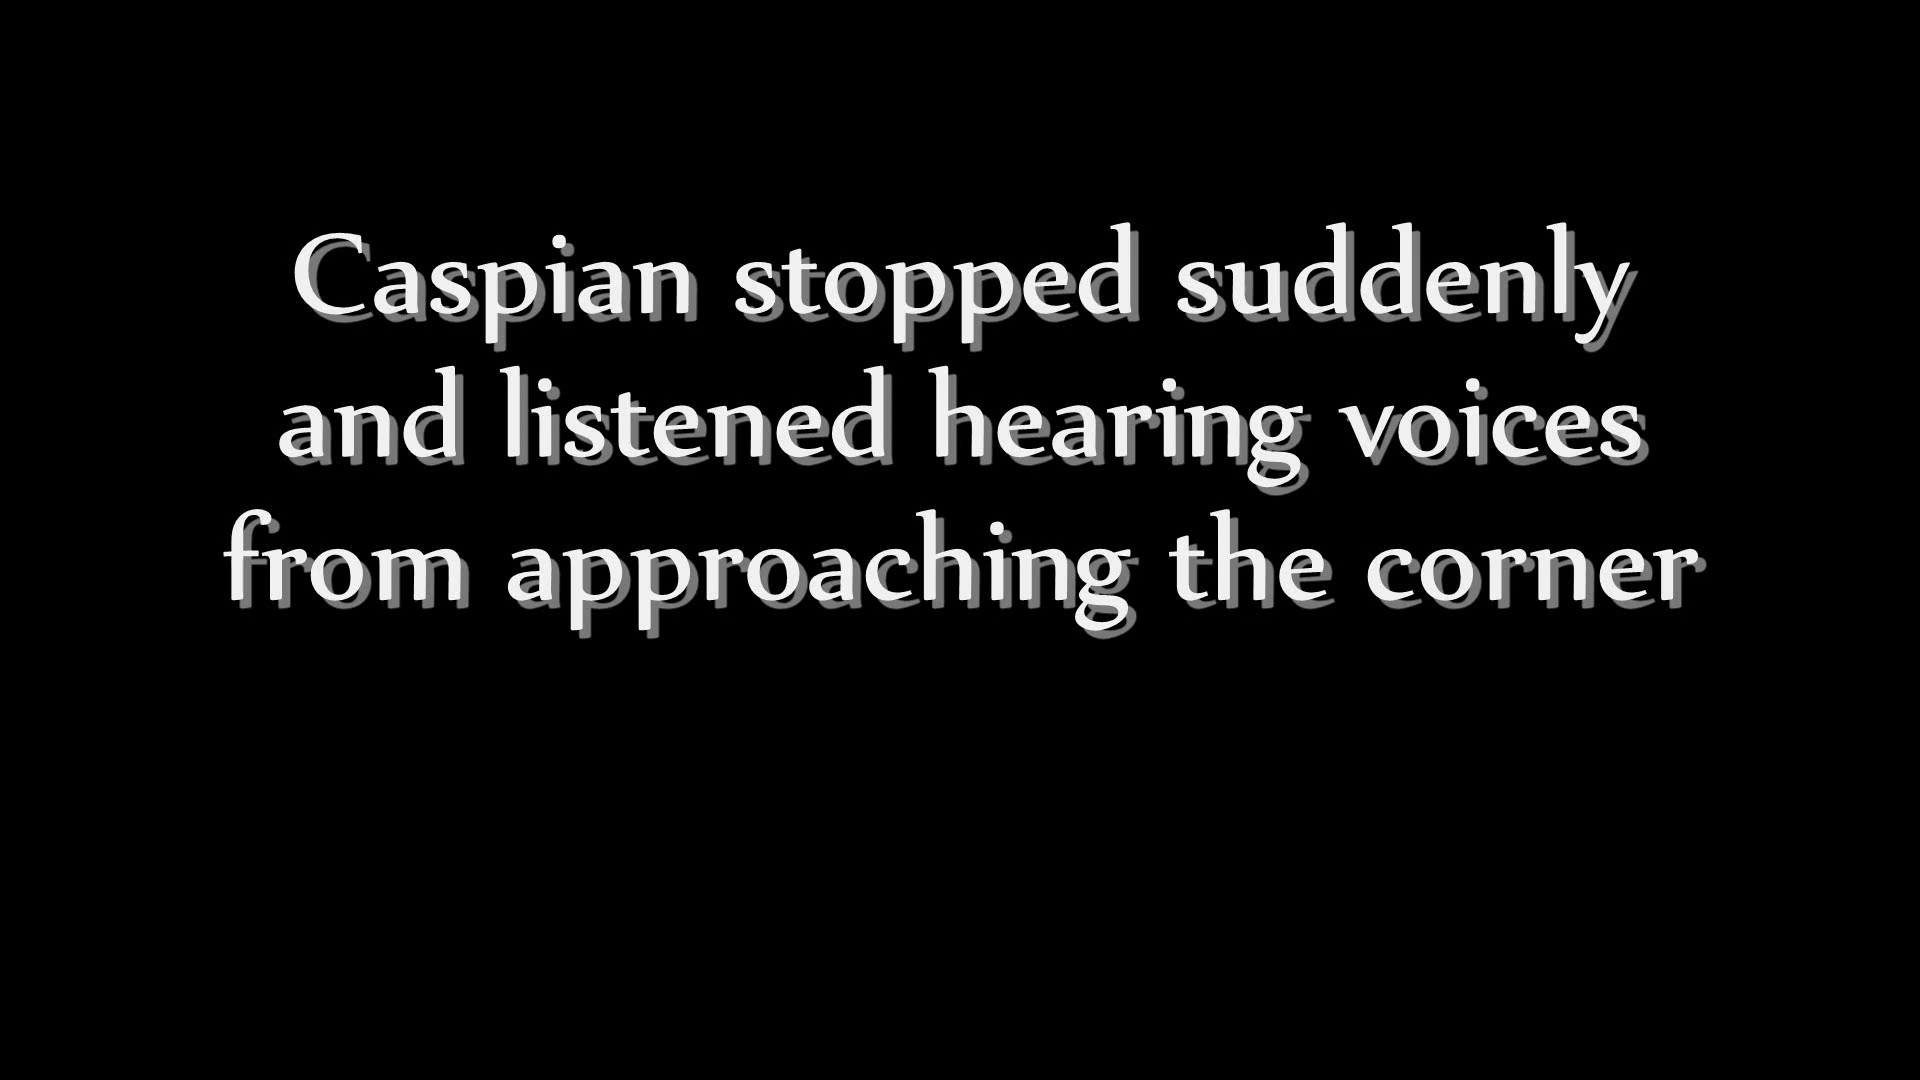 Caspian stopped suddenly
and listened hearing voices
from approaching the corner